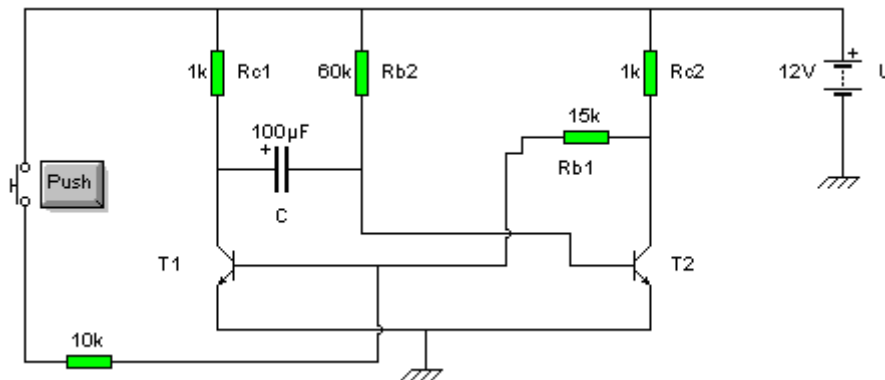 1k Rc1
60k Rb2
1k Rc2
12V
+
U
15k
100µF
+
Rb1
Push
C
T1
T2
10k